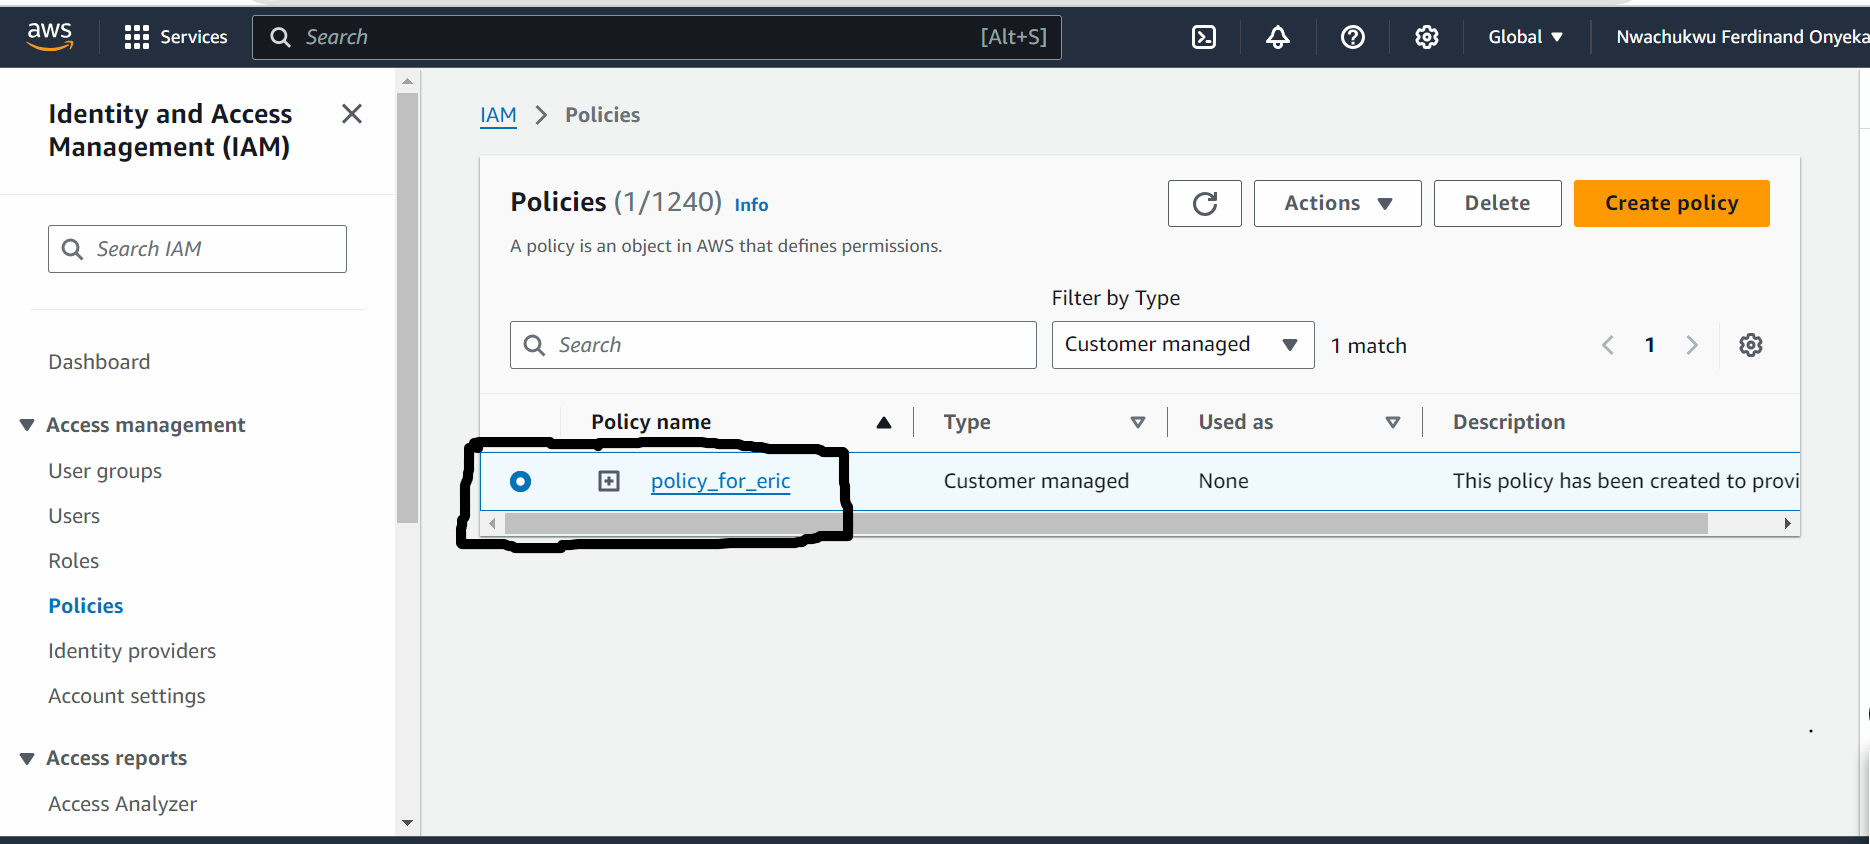 aws
Services
Search
[Alt+S]
Global
Nwachukwu Ferdinand Onyeka
Identity and Access
Management (IAM)
Search IAM
Dashboard
Access management
User groups
Users
Roles
Policies
Identity providers
Account settings
Access reports
Access Analyzer
IAM > Policies
Policies (1/1240) Info
A policy is an object in AWS that defines permissions.
Actions
Delete
Create policy
Filter by Type
Search
Customer managed
1 match
1
Policy name
Type
Used as
Description
policy_for_eric
Customer managed
None
This policy has been created to provi